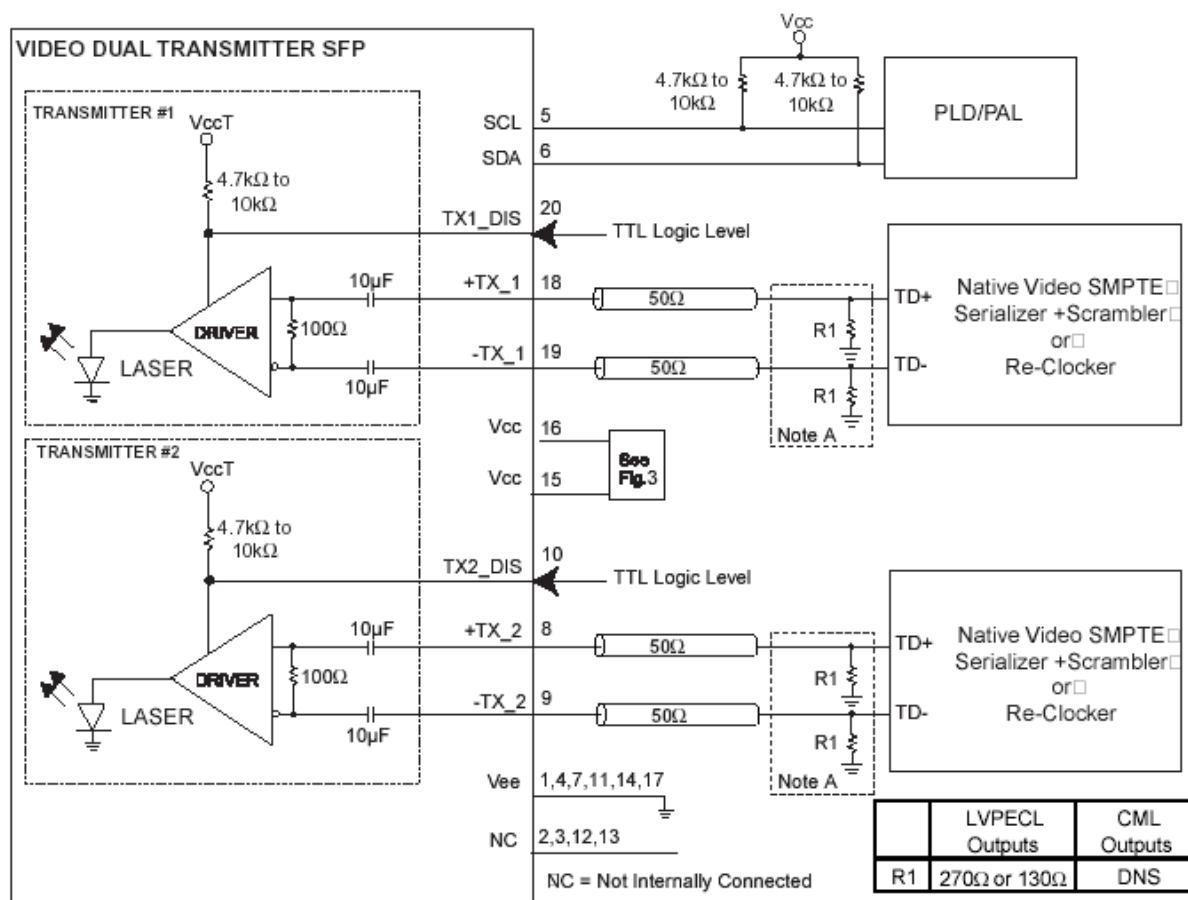 VIDEO DUAL TRANSMITTER SFP
TRANSMITTER #1
VccT
4.7kΩ to
10kΩ
10µF
+TX_1
18
DRIVER
100Ω
LASER
10µF
-TX_1
19
SCL
5
SDA
6
TX1_DIS
20
TTL Logic Level
Vcc
4.7kΩ to
10kΩ
4.7kΩ to
10kΩ
PLD/PAL
50Ω
50Ω
R1
R1
Note A
TD+
TD-
Native Video SMPTE□
Serializer +Scrambler□
or□
Re-Clocker
Vcc
16
Vcc
15
See
Fig.3
TRANSMITTER #2
VccT
4.7kΩ to
10kΩ
TX2_DIS
10
TTL Logic Level
10µF
+TX_2
8
DRIVER
100Ω
LASER
10µF
-TX_2
9
50Ω
50Ω
R1
R1
Note A
TD+
TD-
Native Video SMPTE□
Serializer +Scrambler□
or□
Re-Clocker
Vee
1,4,7,11,14,17
NC
2,3,12,13
NC = Not Internally Connected
LVPECL
Outputs
CML
Outputs
R1
270Ω or 130Ω
DNS